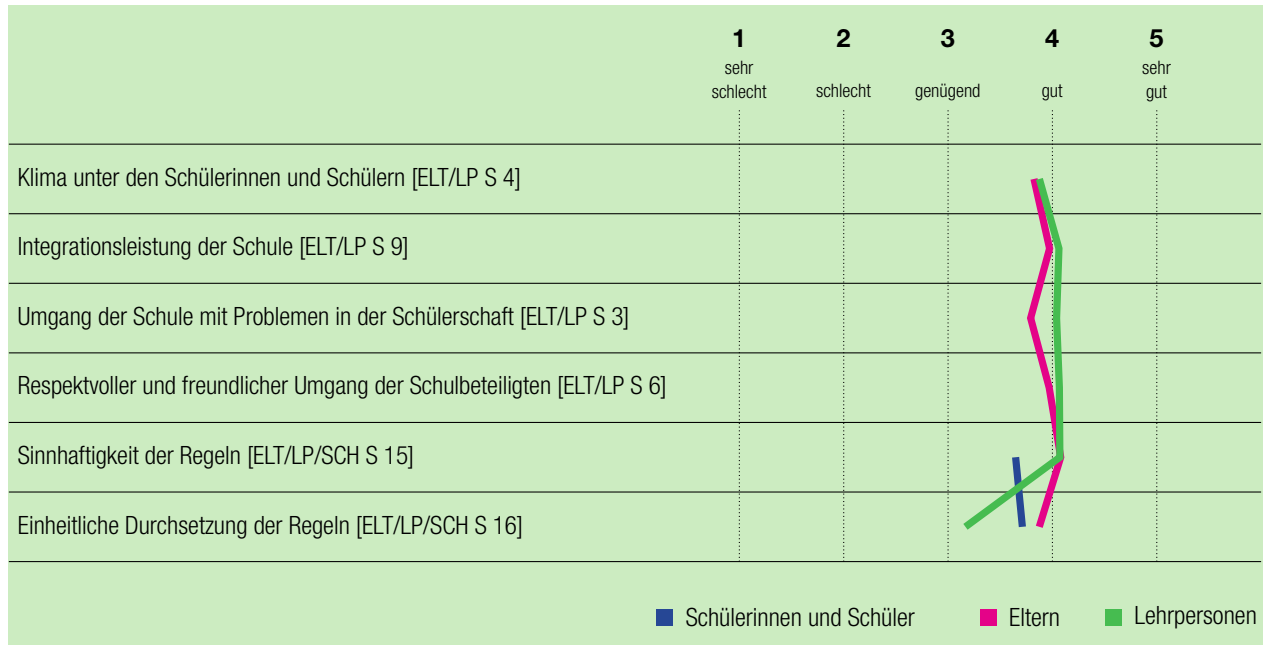 1 2 3 4 5
sehr schlecht schlecht genügend gut sehr gut
Klima unter den Schülerinnen und Schülern [ELT/LP S 4]
Integrationsleistung der Schule [ELT/LP S 9]
Umgang der Schule mit Problemen in der Schülerschaft [ELT/LP S 3]
Respektvoller und freundlicher Umgang der Schulbeteiligten [ELT/LP S 6]
Sinnhaftigkeit der Regeln [ELT/LP/SCH S 15]
Einheitliche Durchsetzung der Regeln [ELT/LP/SCH S 16]
Schülerinnen und Schüler Eltern Lehrpersonen